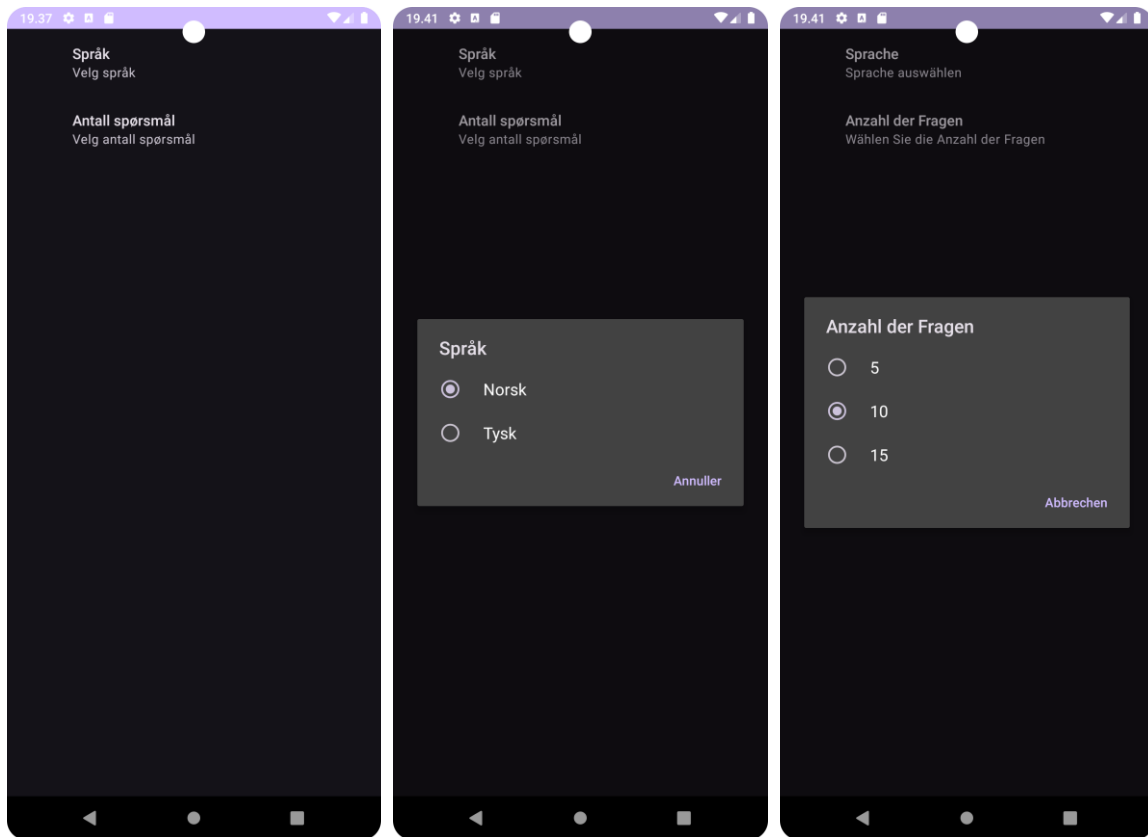 19.37
Språk
Velg språk
Antall spørsmål
Velg antall spørsmål
19.41
Språk
Velg språk
Antall spørsmål
Velg antall spørsmål
Språk
Norsk
Tysk
Annuller
19.41
Sprache
Sprache auswählen
Anzahl der Fragen
Wählen Sie die Anzahl der Fragen
Anzahl der Fragen
5
10
15
Abbrechen